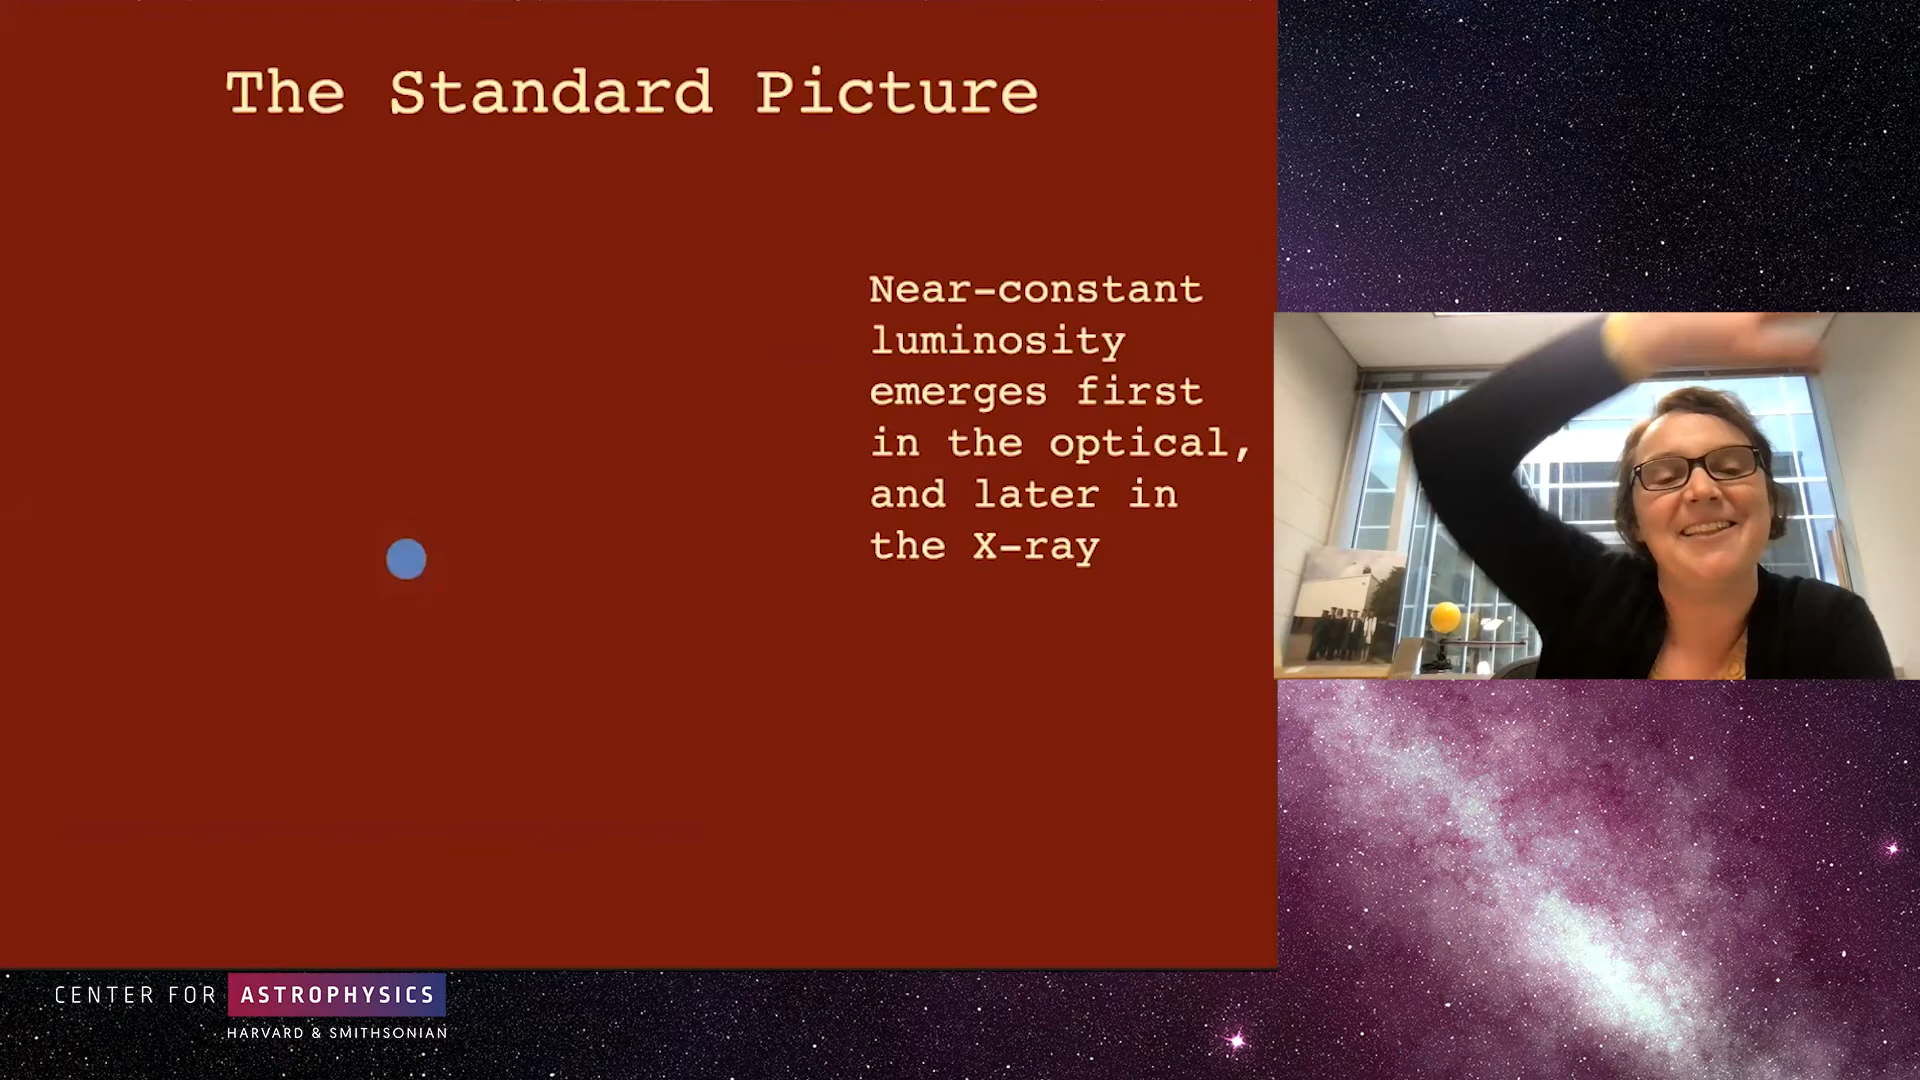 The Standard Picture
Near-constant
luminosity
emerges first
in the optical,
and later in
the X-ray
CENTER FOR ASTROPHYSICS
HARVARD & SMITHSONIAN